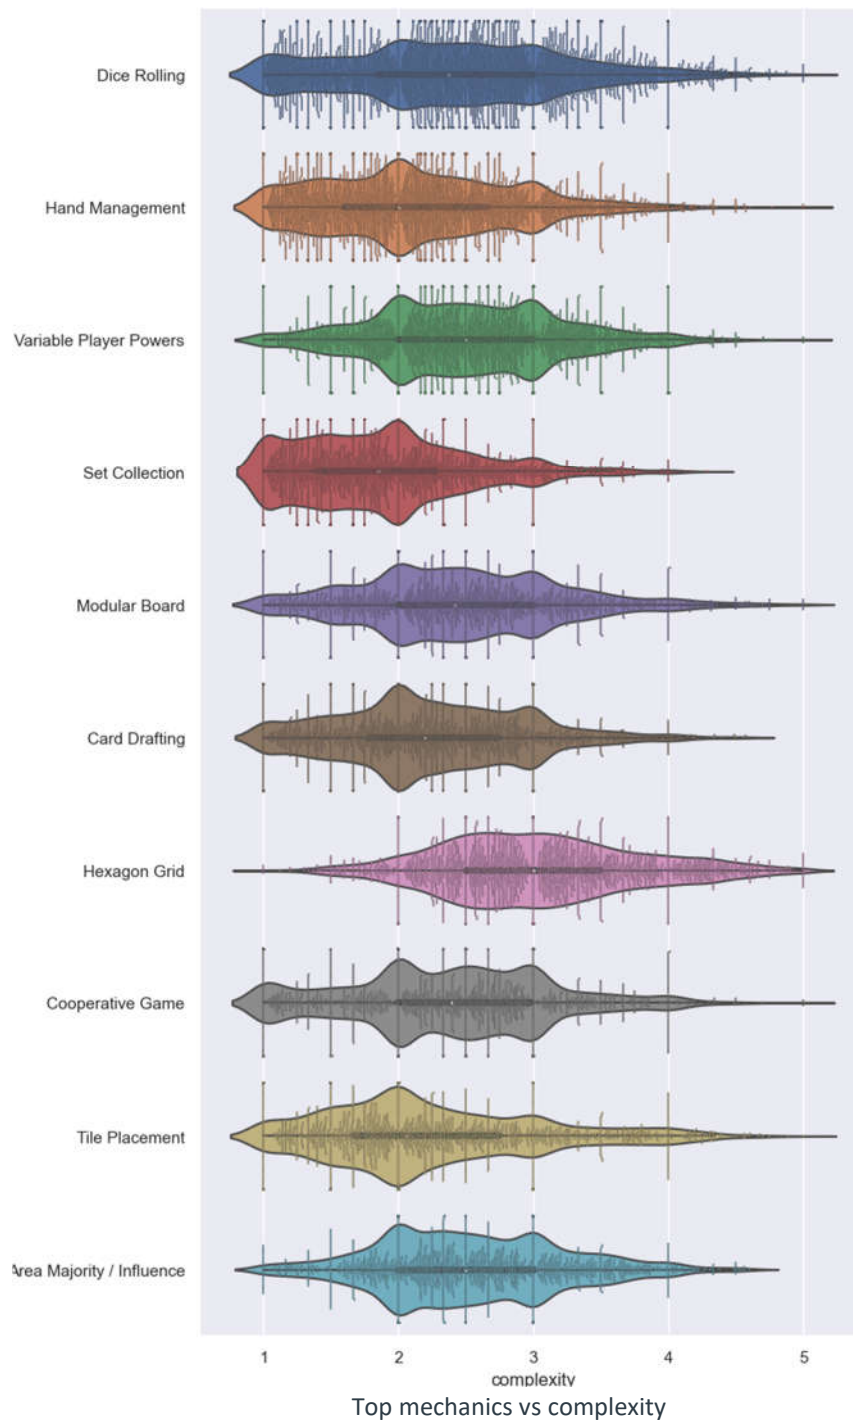 Dice Rolling
Hand Management
Variable Player Powers
Set Collection
Modular Board
Card Drafting
Hexagon Grid
Cooperative Game
Tile Placement
Area Majority / Influence
1 2 3 4 5
complexity
Top mechanics vs complexity